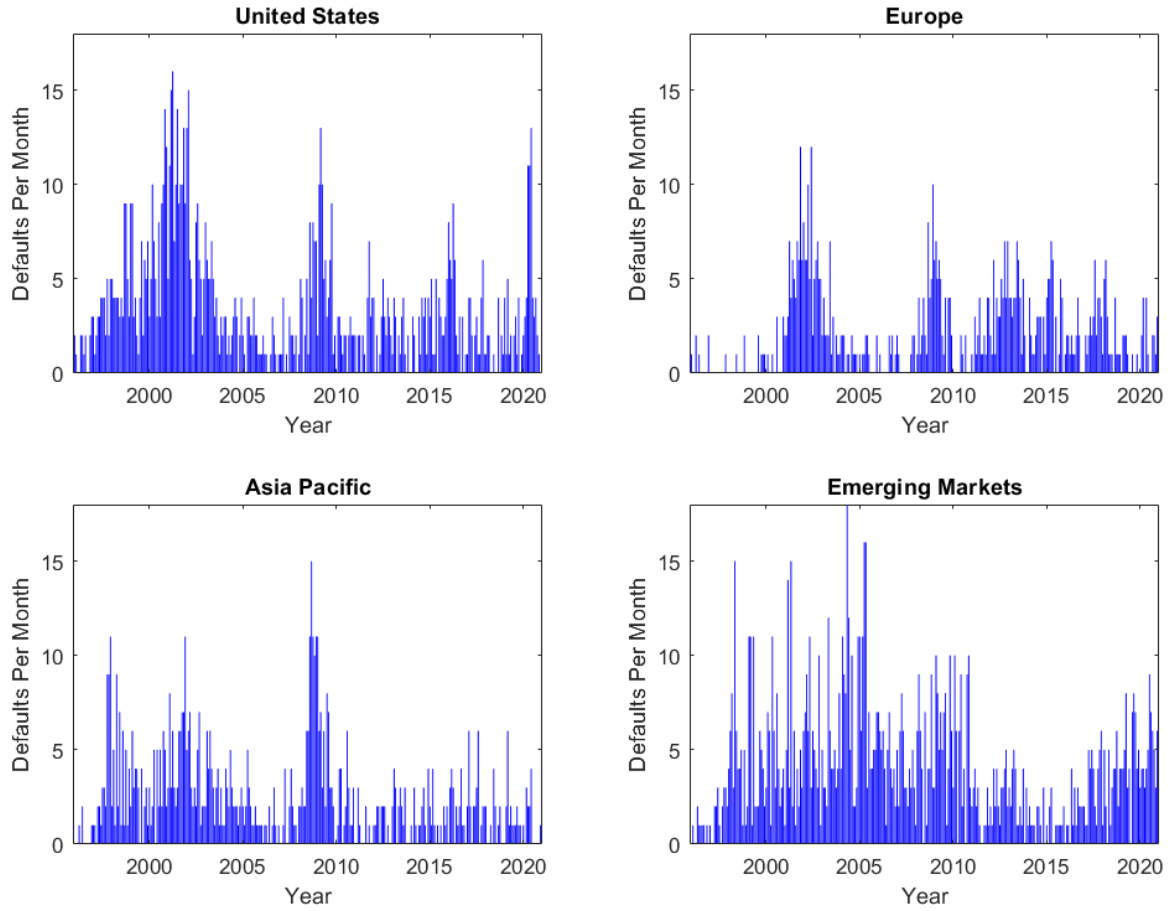 United States
Defaults Per Month
15
10
5
0
2000 2005 2010 2015 2020
Year
Europe
Defaults Per Month
15
10
5
0
2000 2005 2010 2015 2020
Year
Asia Pacific
Defaults Per Month
15
10
5
0
2000 2005 2010 2015 2020
Year
Emerging Markets
Defaults Per Month
15
10
5
0
2000 2005 2010 2015 2020
Year